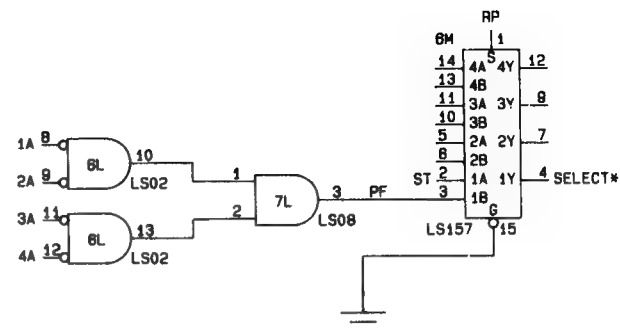 RP
6M
1
S
14 4A 4Y 12
13 4B
11 3A 3Y 9
10 3B
5 2A 2Y 7
6 2B
ST 2 1A 1Y 4 SELECT*
3 1B
G
LS157 15
1A 8
2A 9
6L
10
LS02
3A 11
4A 12
6L
13
LS02
1
2
7L
3
LS08
PF